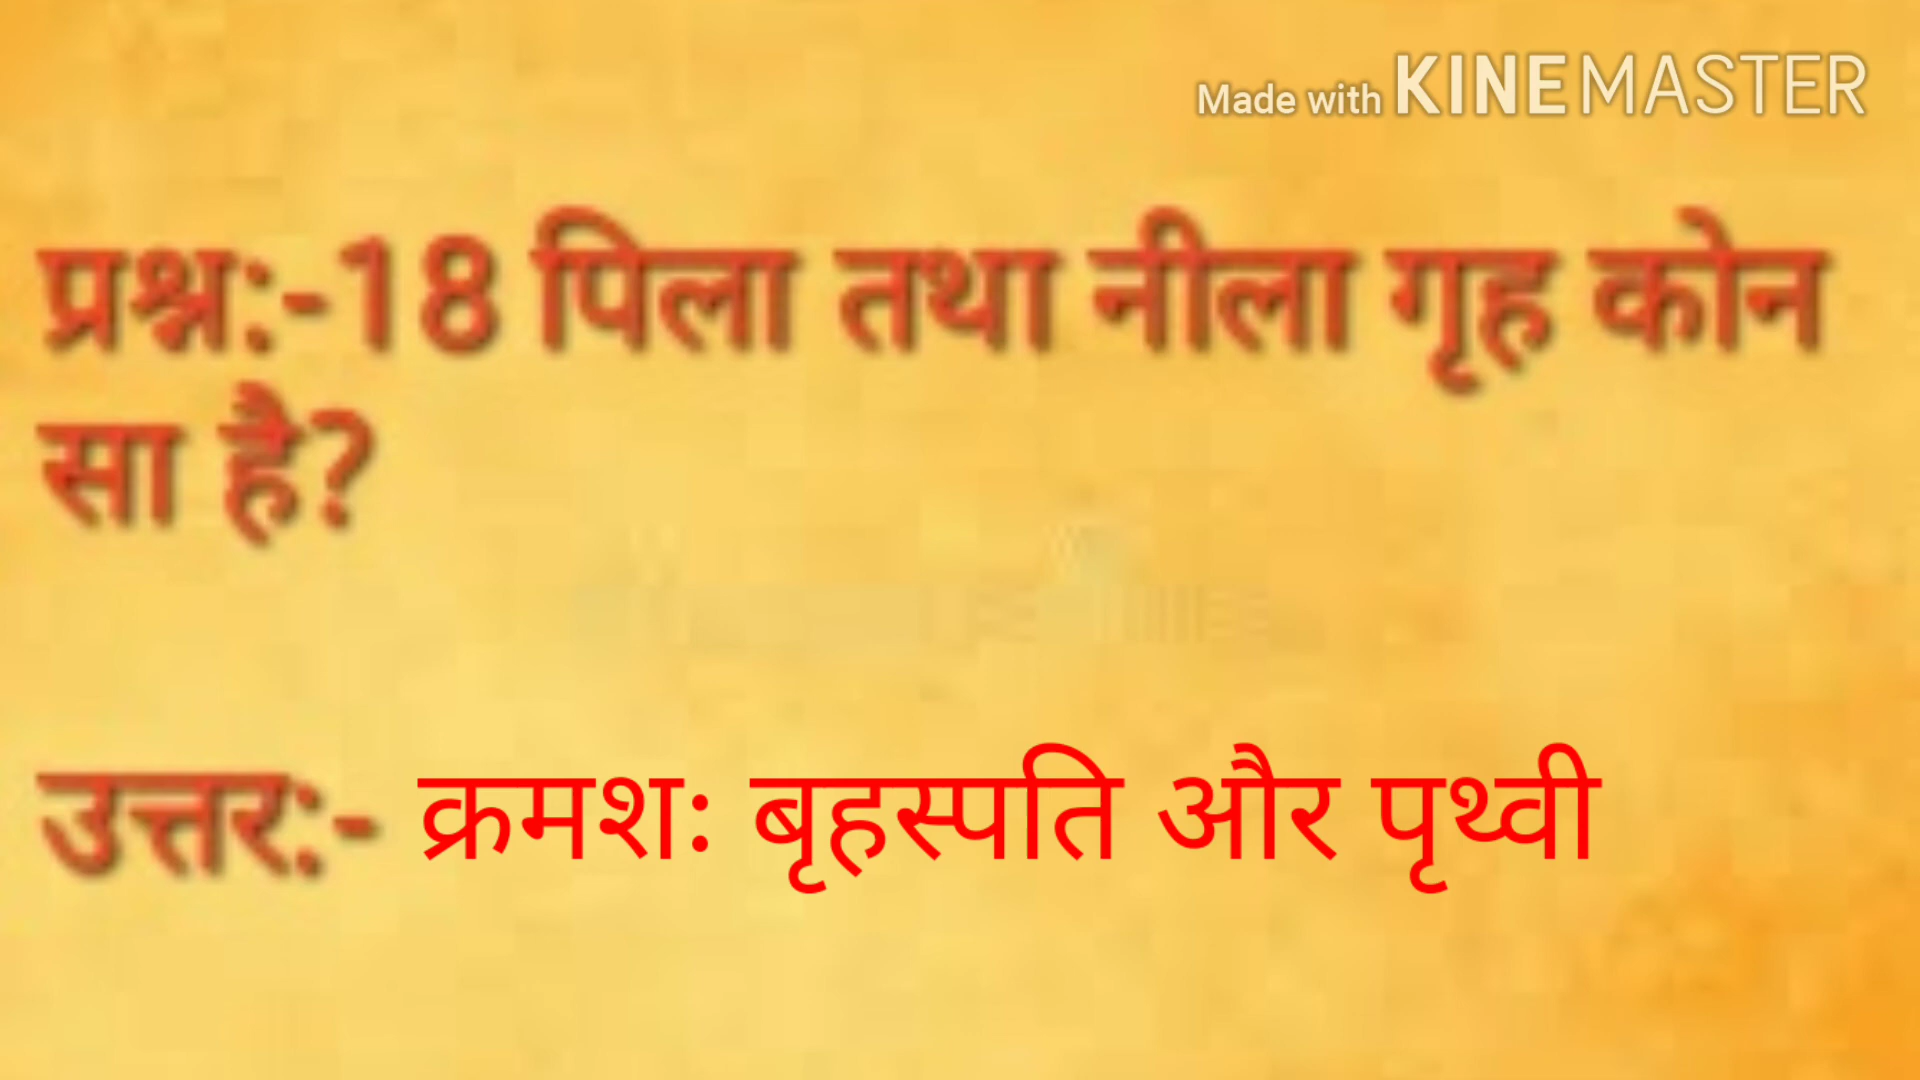 Made with KINEMASTER
प्रश्न:-18 पिला तथा नीला गृह कोन
सा है?
उत्तर:- क्रमशः बृहस्पति और पृथ्वी